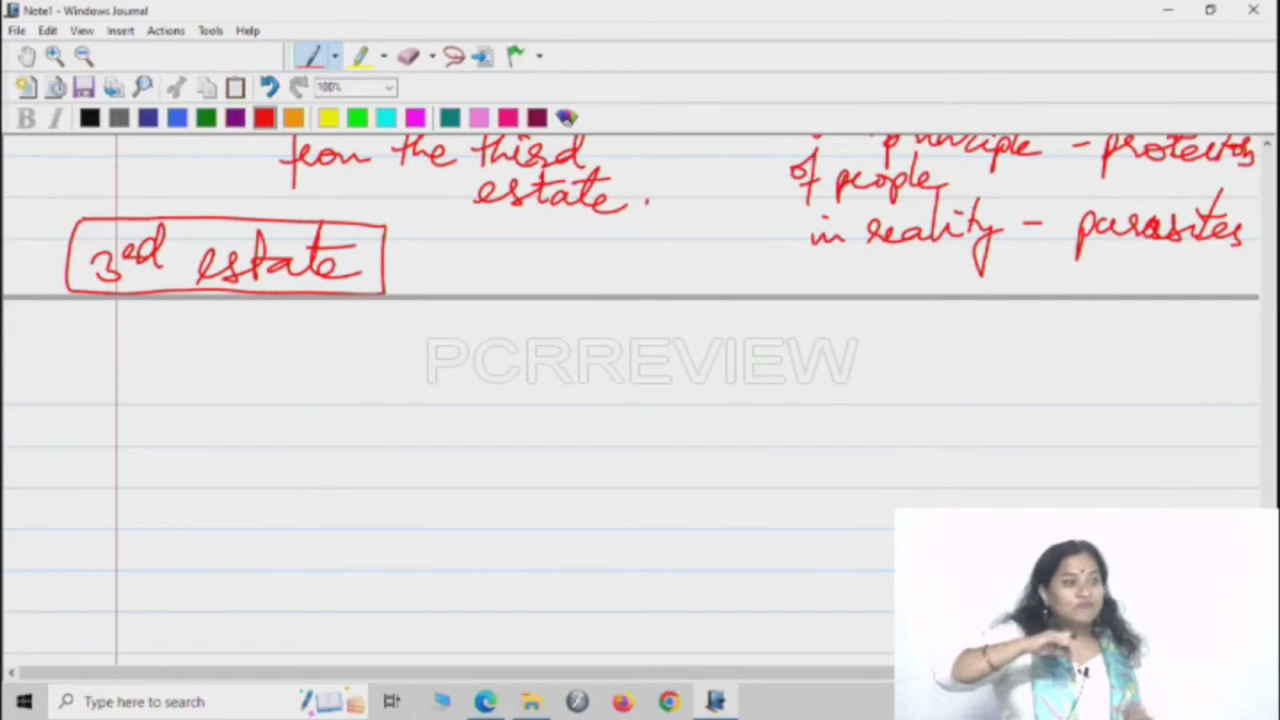 Note1 - Windows Journal
File Edit View Insert Actions Tools Help
100%
B I
from the third
estate.
principle - protectors
of people
in reality - parasites
3rd estate
PCRREVIEW
Type here to search